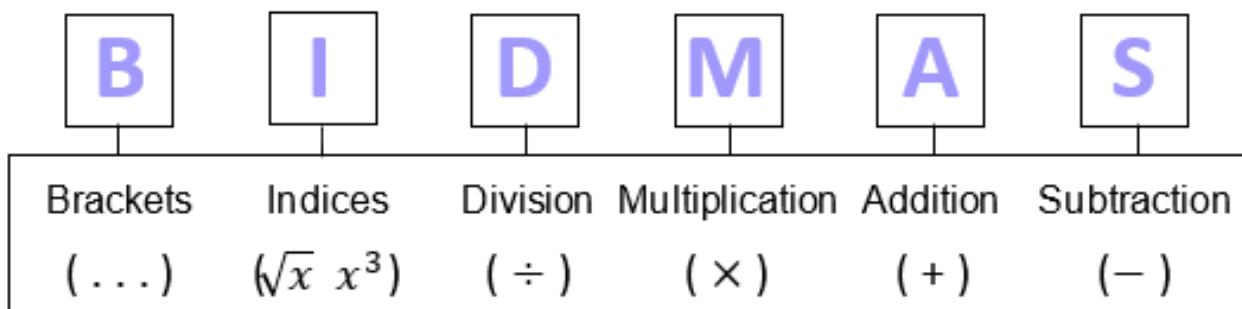 B I D M A S
Brackets Indices Division Multiplication Addition Subtraction
(...) (√x x³) (÷) (×) (+) (−)